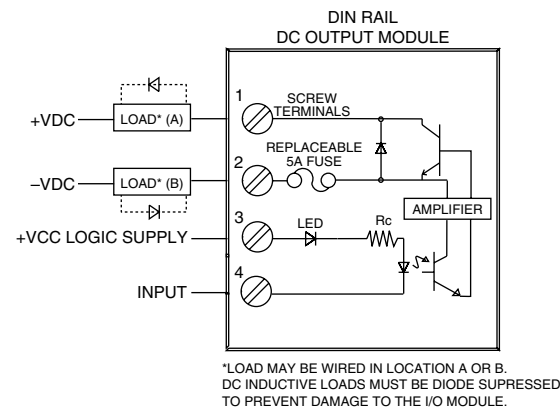 DIN RAIL
DC OUTPUT MODULE
1
SCREW
TERMINALS
+VDC
LOAD* (A)
REPLACEABLE
5A FUSE
2
–VDC
LOAD* (B)
AMPLIFIER
3
LED
Rc
+VCC LOGIC SUPPLY
4
INPUT
*LOAD MAY BE WIRED IN LOCATION A OR B.
DC INDUCTIVE LOADS MUST BE DIODE SUPRESSED
TO PREVENT DAMAGE TO THE I/O MODULE.